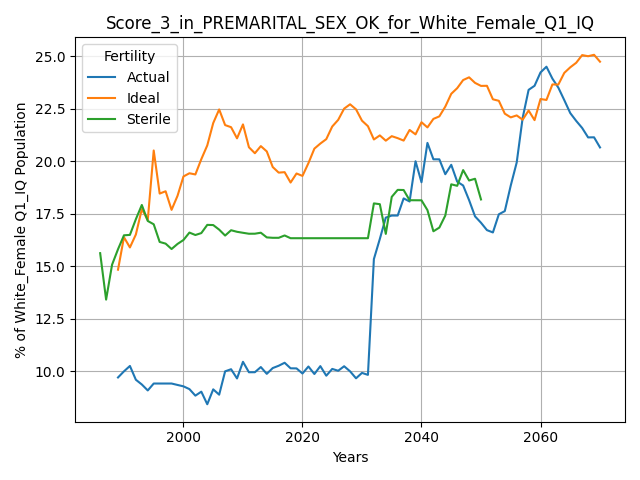 Score_3_in_PREMARITAL_SEX_OK_for_White_Female_Q1_IQ
% of White_Female Q1_IQ Population
25.0
22.5
20.0
17.5
15.0
12.5
10.0
Fertility
Actual
Ideal
Sterile
2000
2020
2040
2060
Years